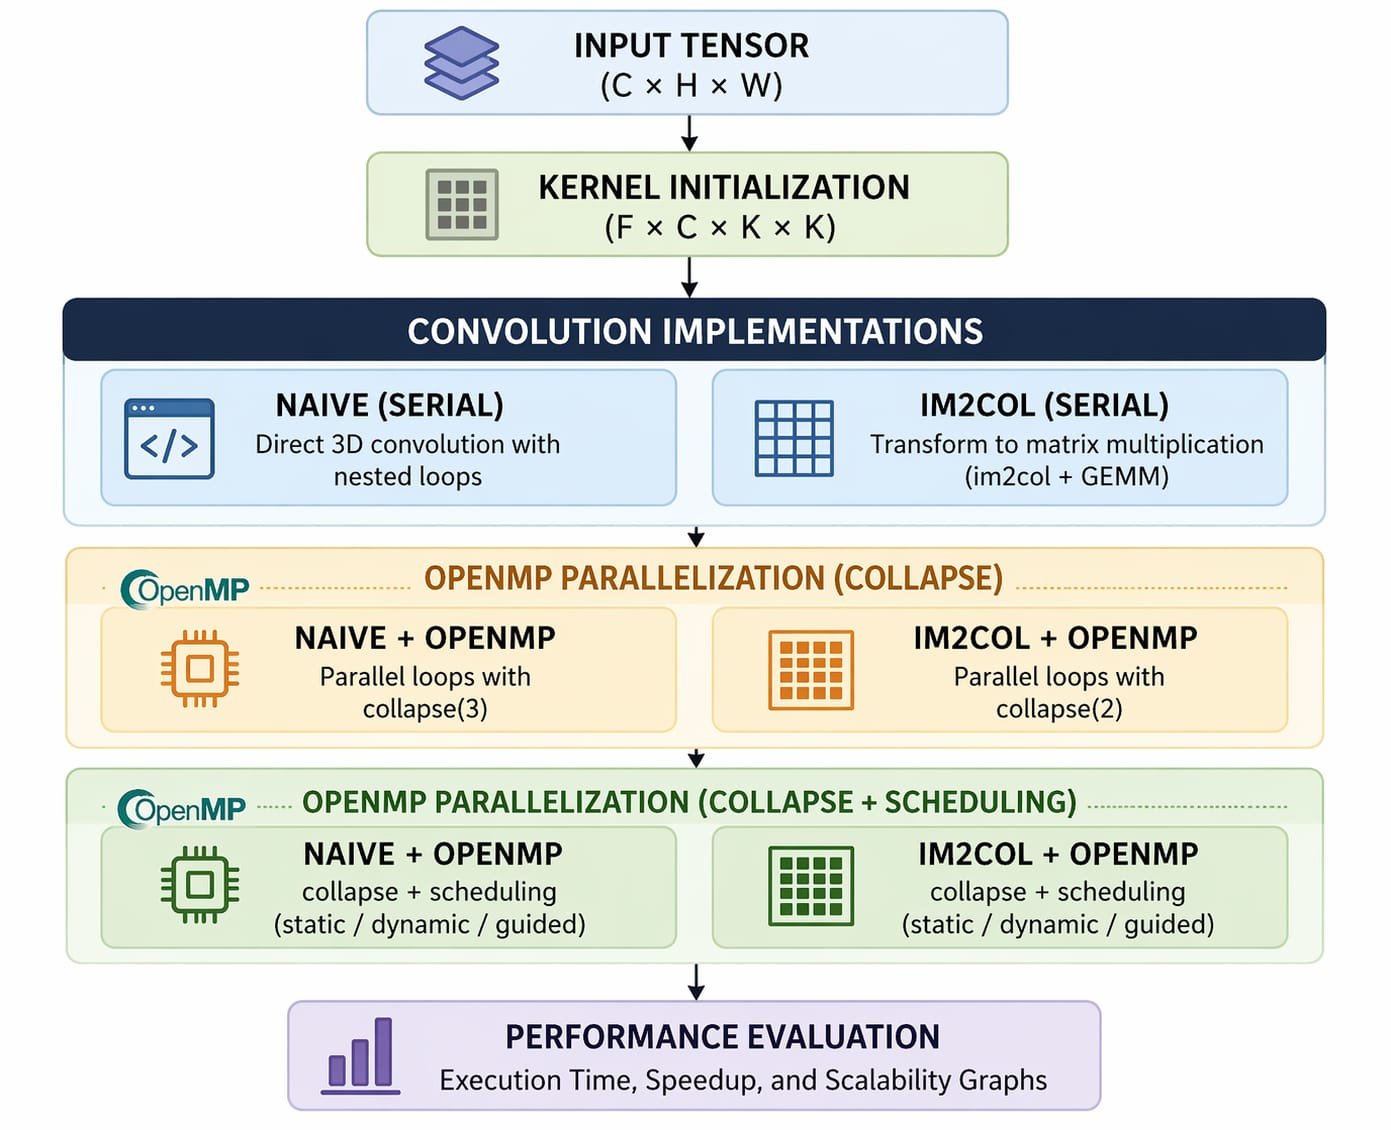 INPUT TENSOR
(C × H × W)
KERNEL INITIALIZATION
(F × C × K × K)
CONVOLUTION IMPLEMENTATIONS
NAIVE (SERIAL)
Direct 3D convolution with
nested loops
</>
IM2COL (SERIAL)
Transform to matrix multiplication
(im2col + GEMM)
OpenMP
OPENMP PARALLELIZATION (COLLAPSE)
NAIVE + OPENMP
Parallel loops with
collapse(3)
IM2COL + OPENMP
Parallel loops with
collapse(2)
OpenMP
OPENMP PARALLELIZATION (COLLAPSE + SCHEDULING)
NAIVE + OPENMP
collapse + scheduling
(static / dynamic / guided)
IM2COL + OPENMP
collapse + scheduling
(static / dynamic / guided)
PERFORMANCE EVALUATION
Execution Time, Speedup, and Scalability Graphs